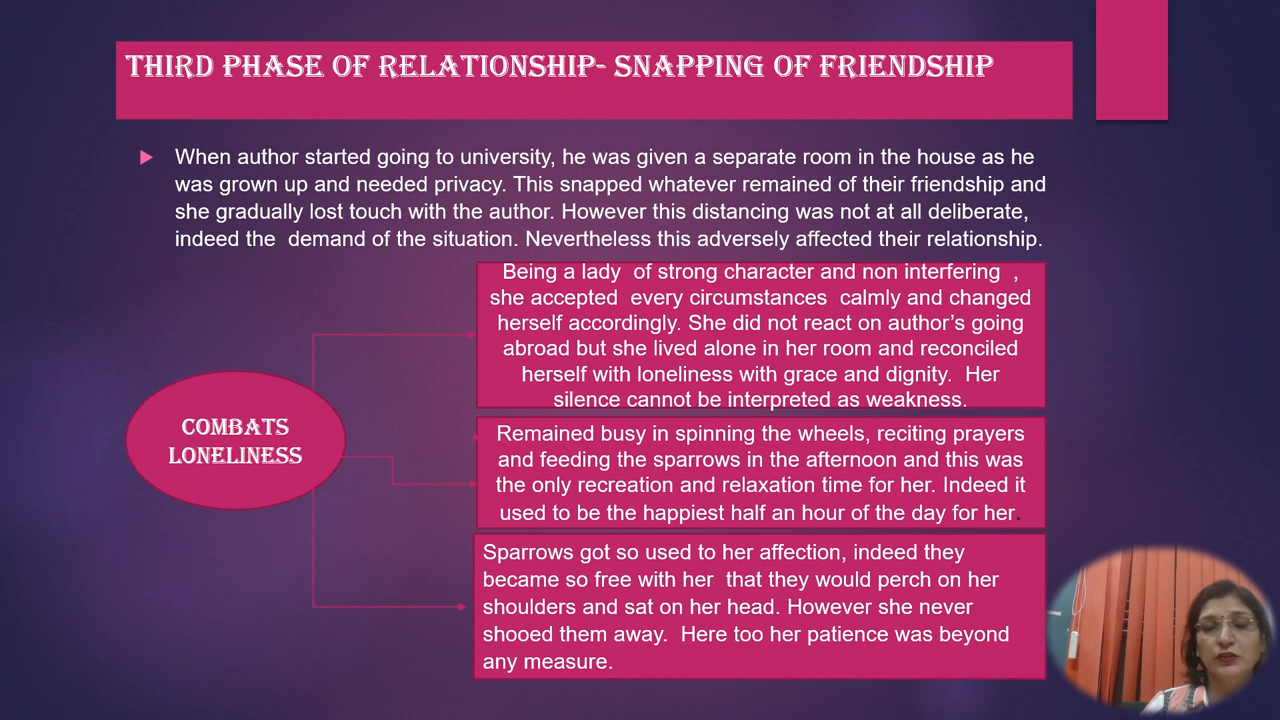 THIRD PHASE OF RELATIONSHIP- SNAPPING OF FRIENDSHIP
When author started going to university, he was given a separate room in the house as he
was grown up and needed privacy. This snapped whatever remained of their friendship and
she gradually lost touch with the author. However this distancing was not at all deliberate,
indeed the demand of the situation. Nevertheless this adversely affected their relationship.
COMBATS
LONELINESS
Being a lady of strong character and non interfering ,
she accepted every circumstances calmly and changed
herself accordingly. She did not react on author’s going
abroad but she lived alone in her room and reconciled
herself with loneliness with grace and dignity. Her
silence cannot be interpreted as weakness.
Remained busy in spinning the wheels, reciting prayers
and feeding the sparrows in the afternoon and this was
the only recreation and relaxation time for her. Indeed it
used to be the happiest half an hour of the day for her.
Sparrows got so used to her affection, indeed they
became so free with her that they would perch on her
shoulders and sat on her head. However she never
shooed them away. Here too her patience was beyond
any measure.